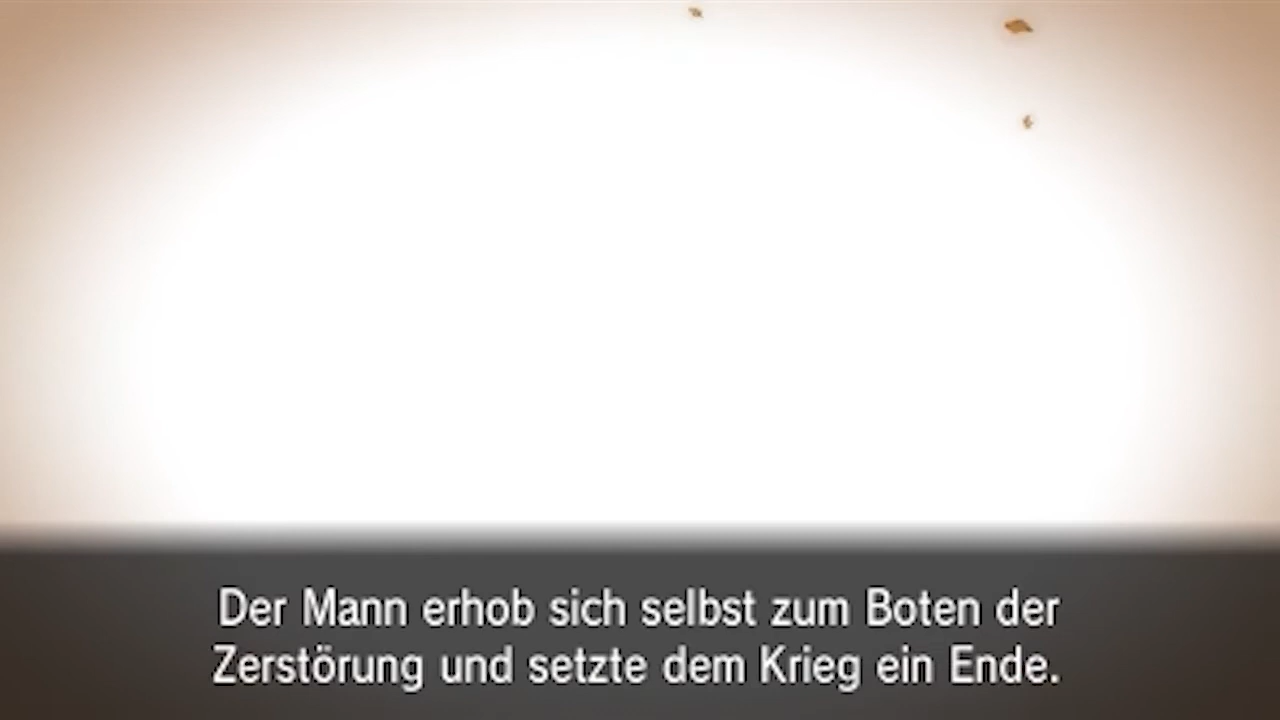 Der Mann erhob sich selbst zum Boten der
Zerstörung und setzte dem Krieg ein Ende.